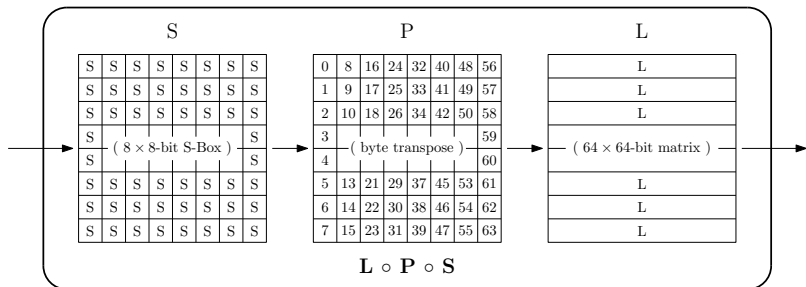 S P L
S S S S S S S S 0 8 16 24 32 40 48 56 L
S S S S S S S S 1 9 17 25 33 41 49 57 L
S S S S S S S S 2 10 18 26 34 42 50 58 L
S S 3 59
( 8 × 8-bit S-Box ) ( byte transpose ) ( 64 × 64-bit matrix )
S S 4 60
S S S S S S S S 5 13 21 29 37 45 53 61 L
S S S S S S S S 6 14 22 30 38 46 54 62 L
S S S S S S S S 7 15 23 31 39 47 55 63 L
L ∘ P ∘ S